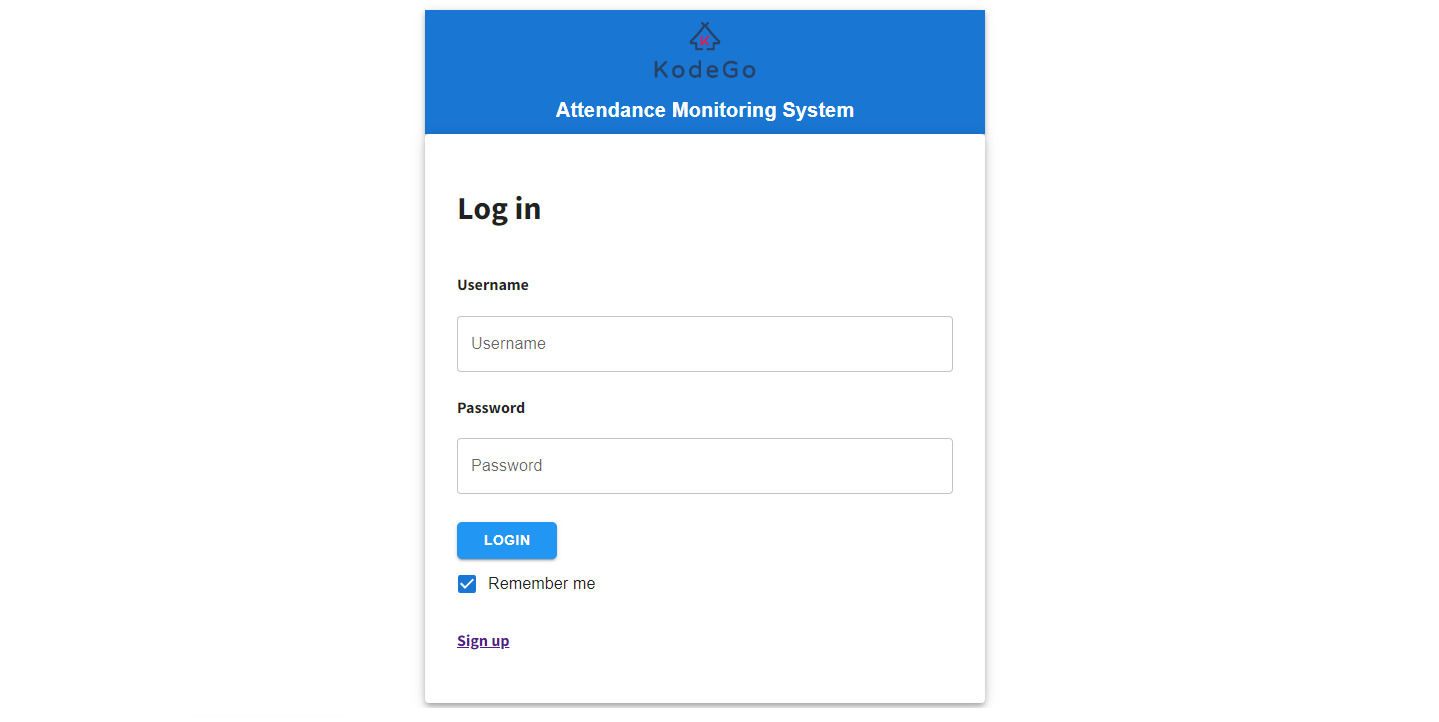 K
KodeGo
Attendance Monitoring System
Log in
Username
Username
Password
Password
LOGIN
Remember me
Sign up